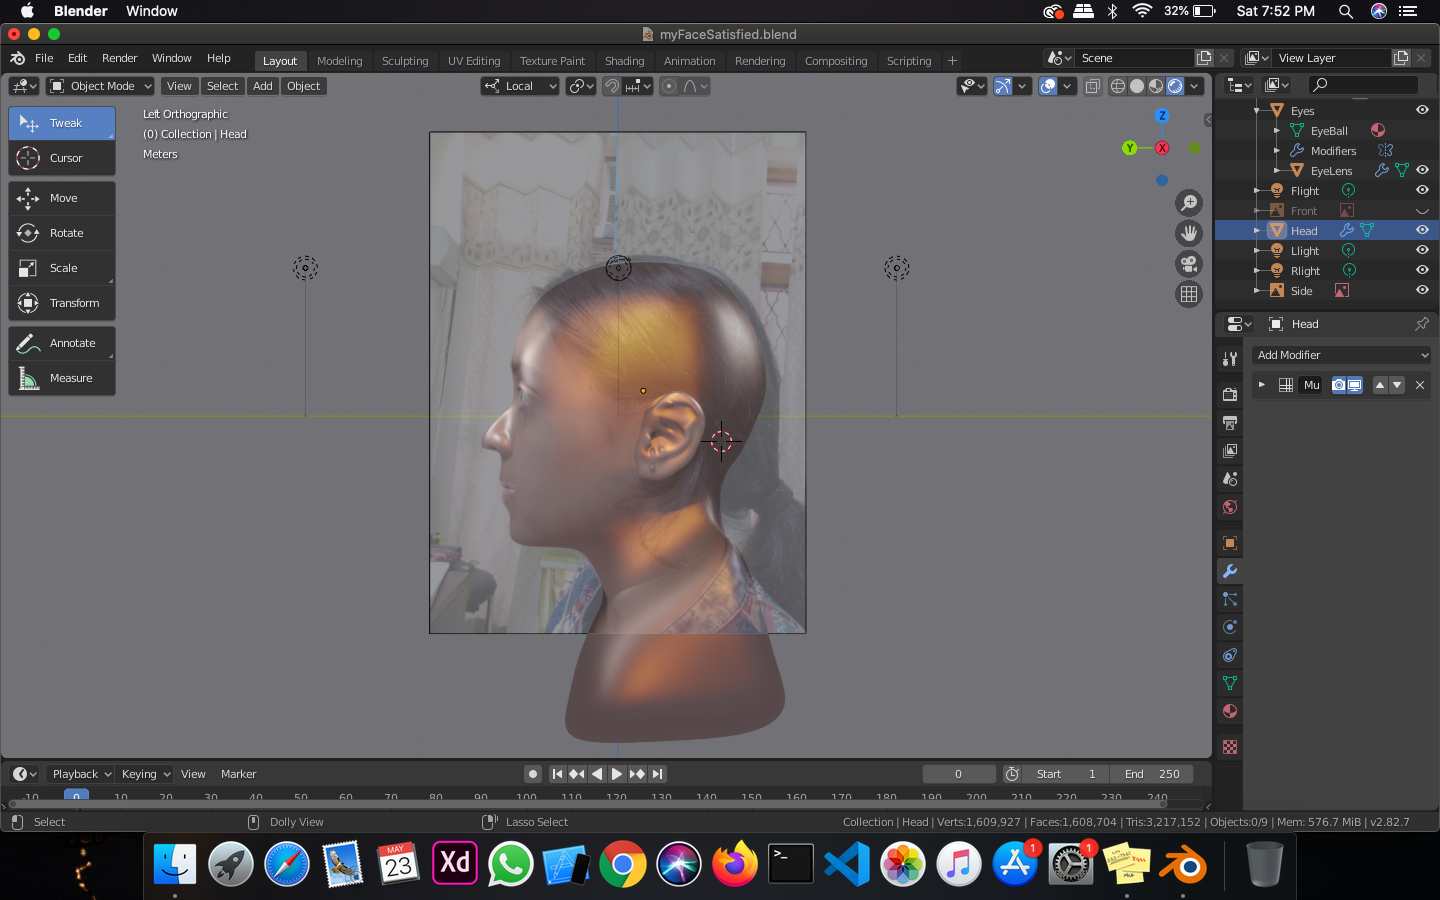 Blender Window 32% Sat 7:52 PM
myFaceSatisfied.blend
File Edit Render Window Help Layout Modeling Sculpting UV Editing Texture Paint Shading Animation Rendering Compositing Scripting + Scene View Layer
Object Mode View Select Add Object Local
Tweak
Cursor
Move
Rotate
Scale
Transform
Annotate
Measure
Left Orthographic
(0) Collection | Head
Meters
Z
Y X
Eyes
EyeBall
Modifiers
EyeLens
Flight
Front
Head
Llight
Rlight
Side
Head
Add Modifier
Mu
Playback Keying View Marker 0 Start 1 End 250
-10 0 10 20 30 40 50 60 70 80 90 100 110 120 130 140 150 160 170 180 190 200 210 220 230 240
Select Dolly View Lasso Select Collection | Head | Verts:1,609,927 | Faces:1,608,704 | Tris:3,217,152 | Objects:0/9 | Mem: 576.7 MiB | v2.82.7
MAY
23
Xd
>_
1
1